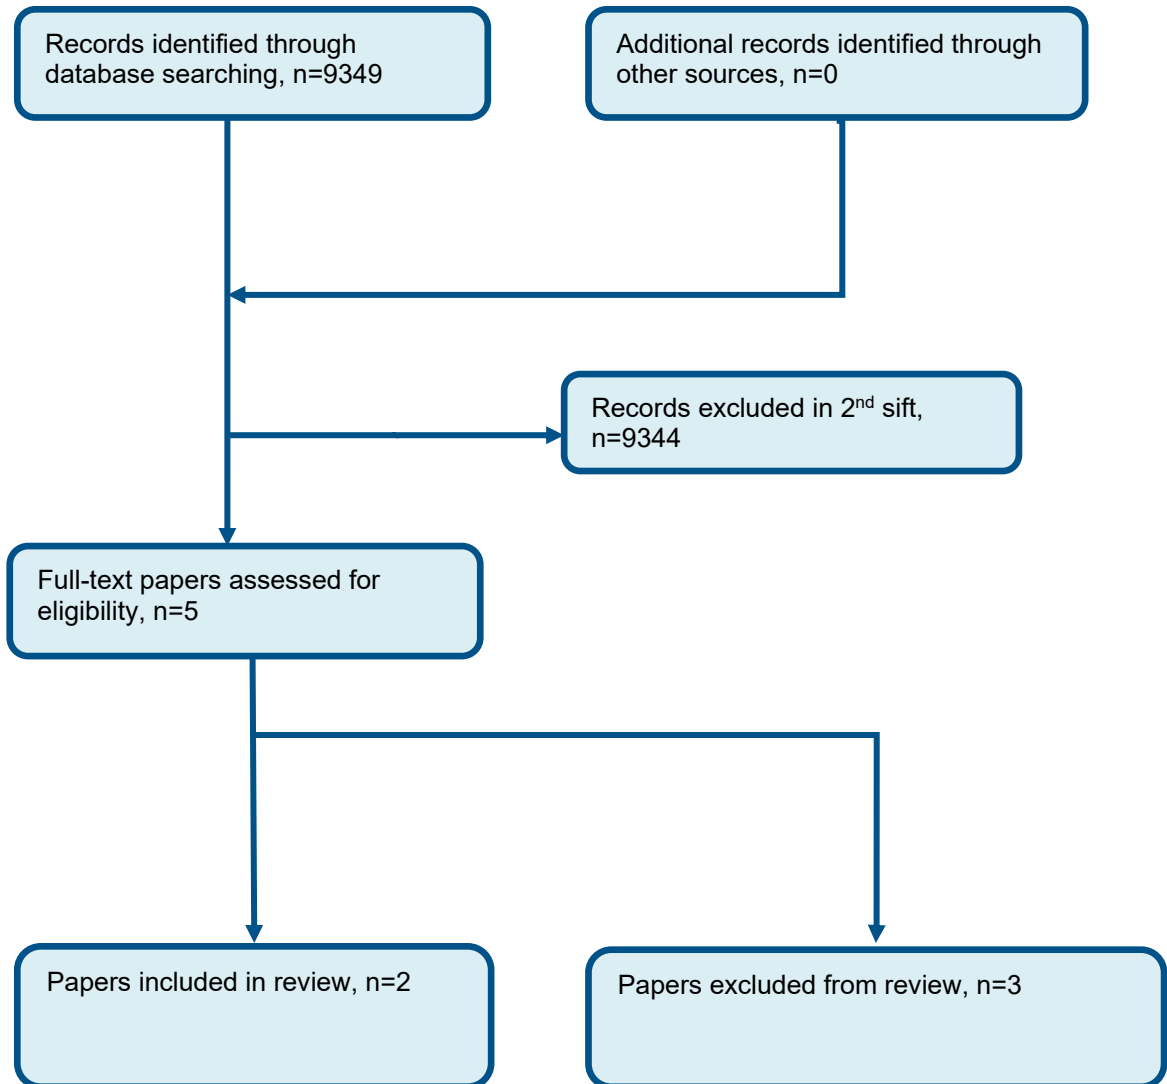 Records identified through
database searching, n=9349
Additional records identified through
other sources, n=0
Records excluded in 2nd sift,
n=9344
Full-text papers assessed for
eligibility, n=5
Papers included in review, n=2
Papers excluded from review, n=3